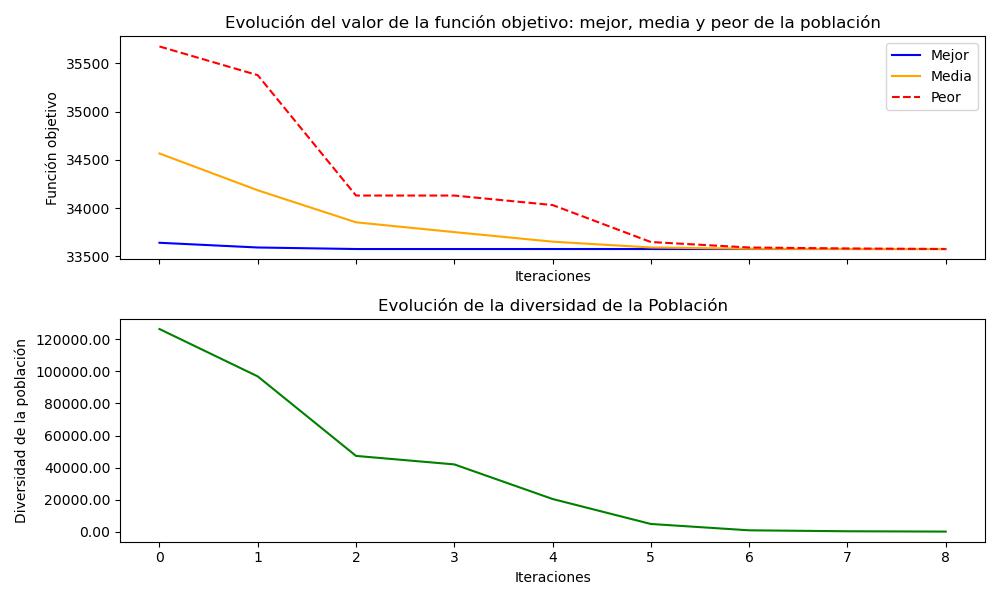 Evolución del valor de la función objetivo: mejor, media y peor de la población
Función objetivo
35500
35000
34500
34000
33500
Mejor
Media
Peor
Iteraciones
Evolución de la diversidad de la Población
Diversidad de la población
120000.00
100000.00
80000.00
60000.00
40000.00
20000.00
0.00
0 1 2 3 4 5 6 7 8
Iteraciones